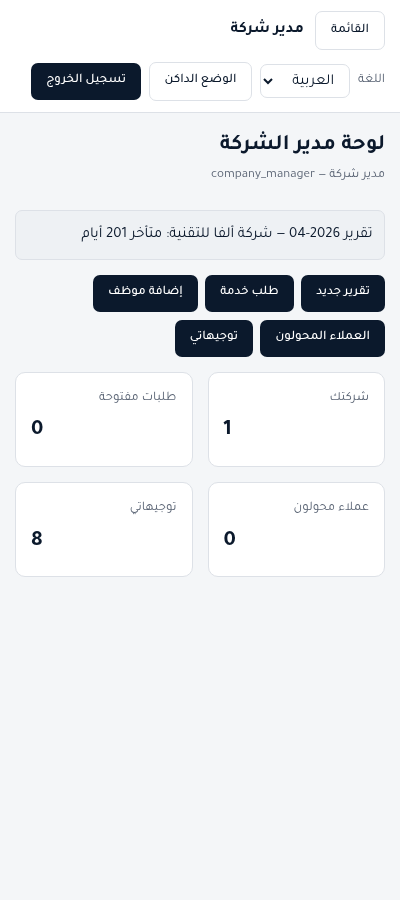 القائمة
مدير شركة
اللغة
العربية
الوضع الداكن
تسجيل الخروج
لوحة مدير الشركة
مدير شركة — company_manager
تقرير 2026-04 — شركة ألفا للتقنية: متأخر 201 أيام
تقرير جديد
طلب خدمة
إضافة موظف
العملاء المحولون
توجيهاتي
شركتك
1
طلبات مفتوحة
0
عملاء محولون
0
توجيهاتي
8